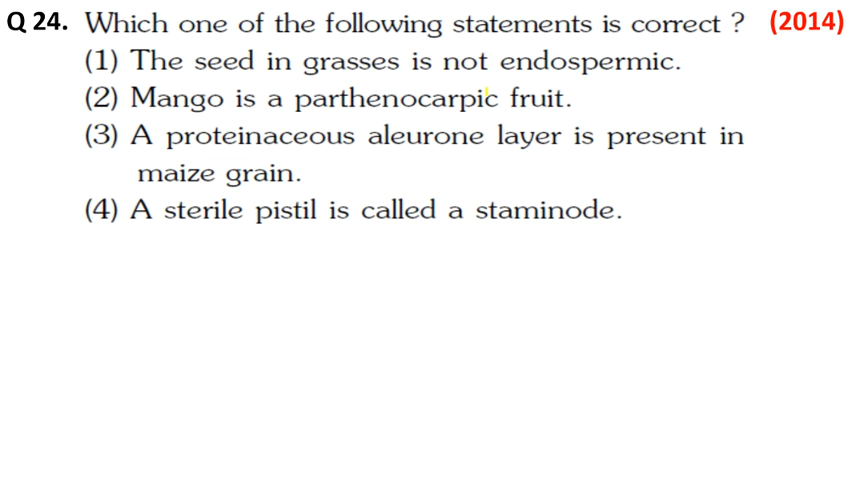 Q 24. Which one of the following statements is correct ? (2014)
(1) The seed in grasses is not endospermic.
(2) Mango is a parthenocarpic fruit.
(3) A proteinaceous aleurone layer is present in
maize grain.
(4) A sterile pistil is called a staminode.